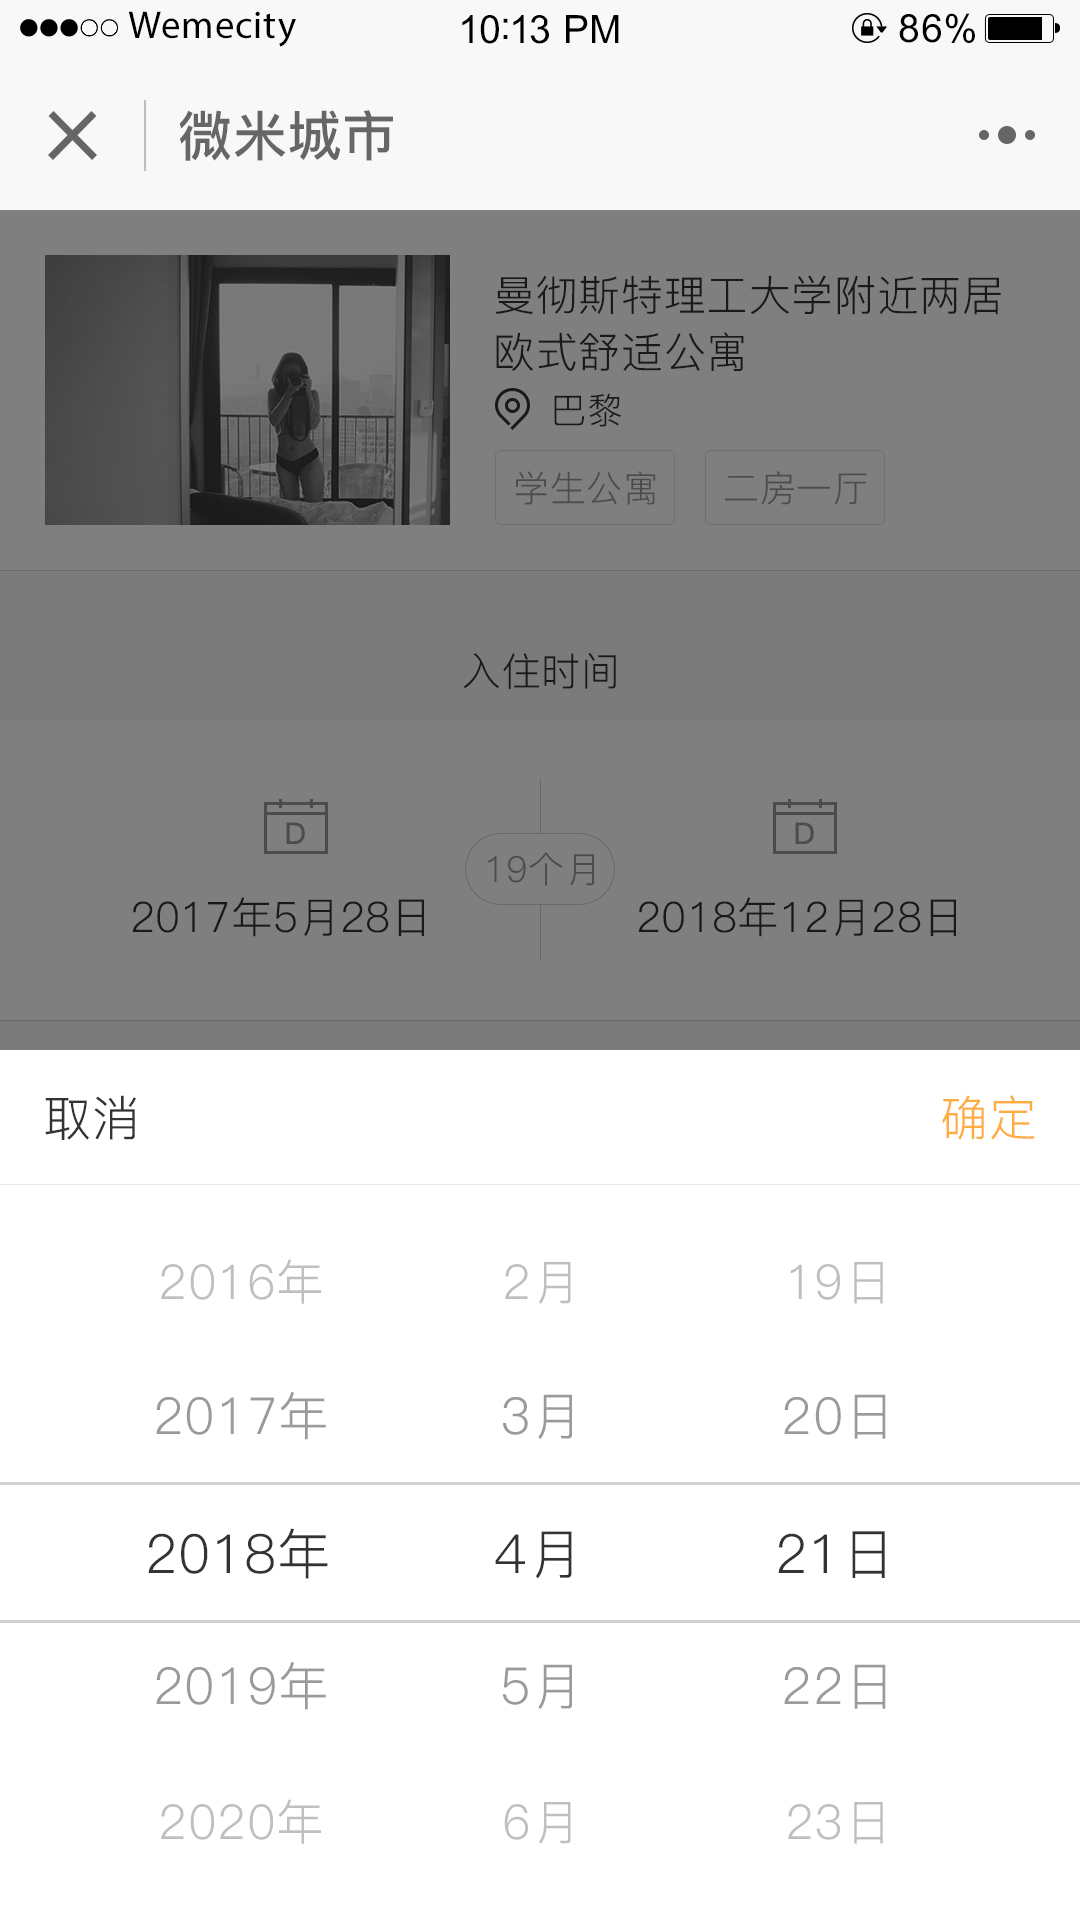 Wemecity 10:13 PM 86%
微米城市
曼彻斯特理工大学附近两居
欧式舒适公寓
巴黎
学生公寓 二房一厅
入住时间
D D
19个月
2017年5月28日 2018年12月28日
取消 确定
2016年 2月 19日
2017年 3月 20日
2018年 4月 21日
2019年 5月 22日
2020年 6月 23日